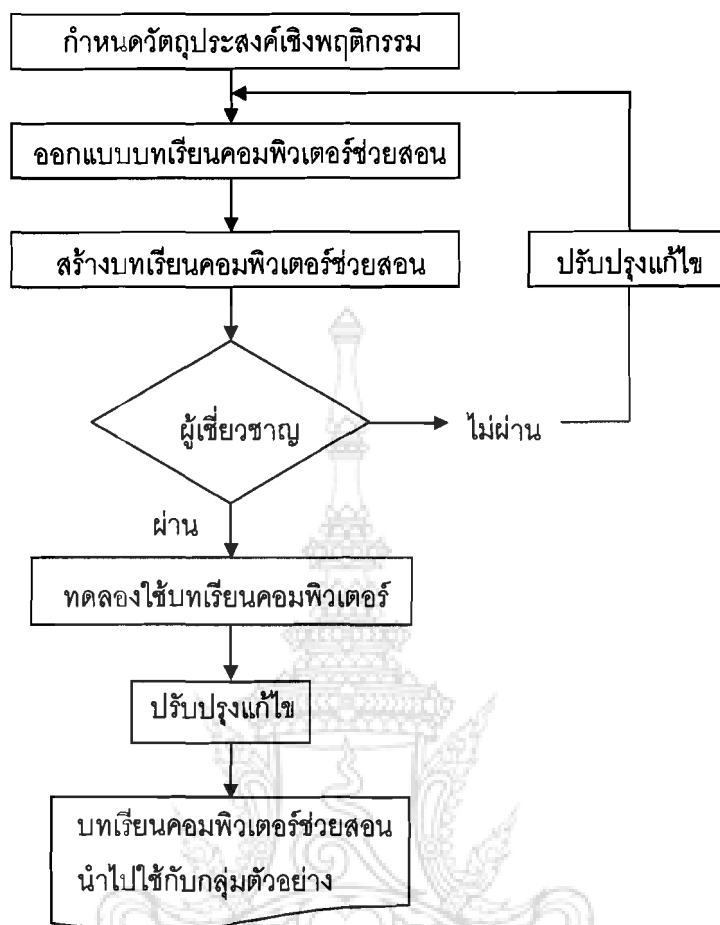 กำหนดวัตถุประสงค์เชิงพฤติกรรม
ออกแบบบทเรียนคอมพิวเตอร์ช่วยสอน
สร้างบทเรียนคอมพิวเตอร์ช่วยสอน
ปรับปรุงแก้ไข
ผู้เชี่ยวชาญ
ไม่ผ่าน
ผ่าน
ทดลองใช้บทเรียนคอมพิวเตอร์
ปรับปรุงแก้ไข
บทเรียนคอมพิวเตอร์ช่วยสอน
นำไปใช้กับกลุ่มตัวอย่าง